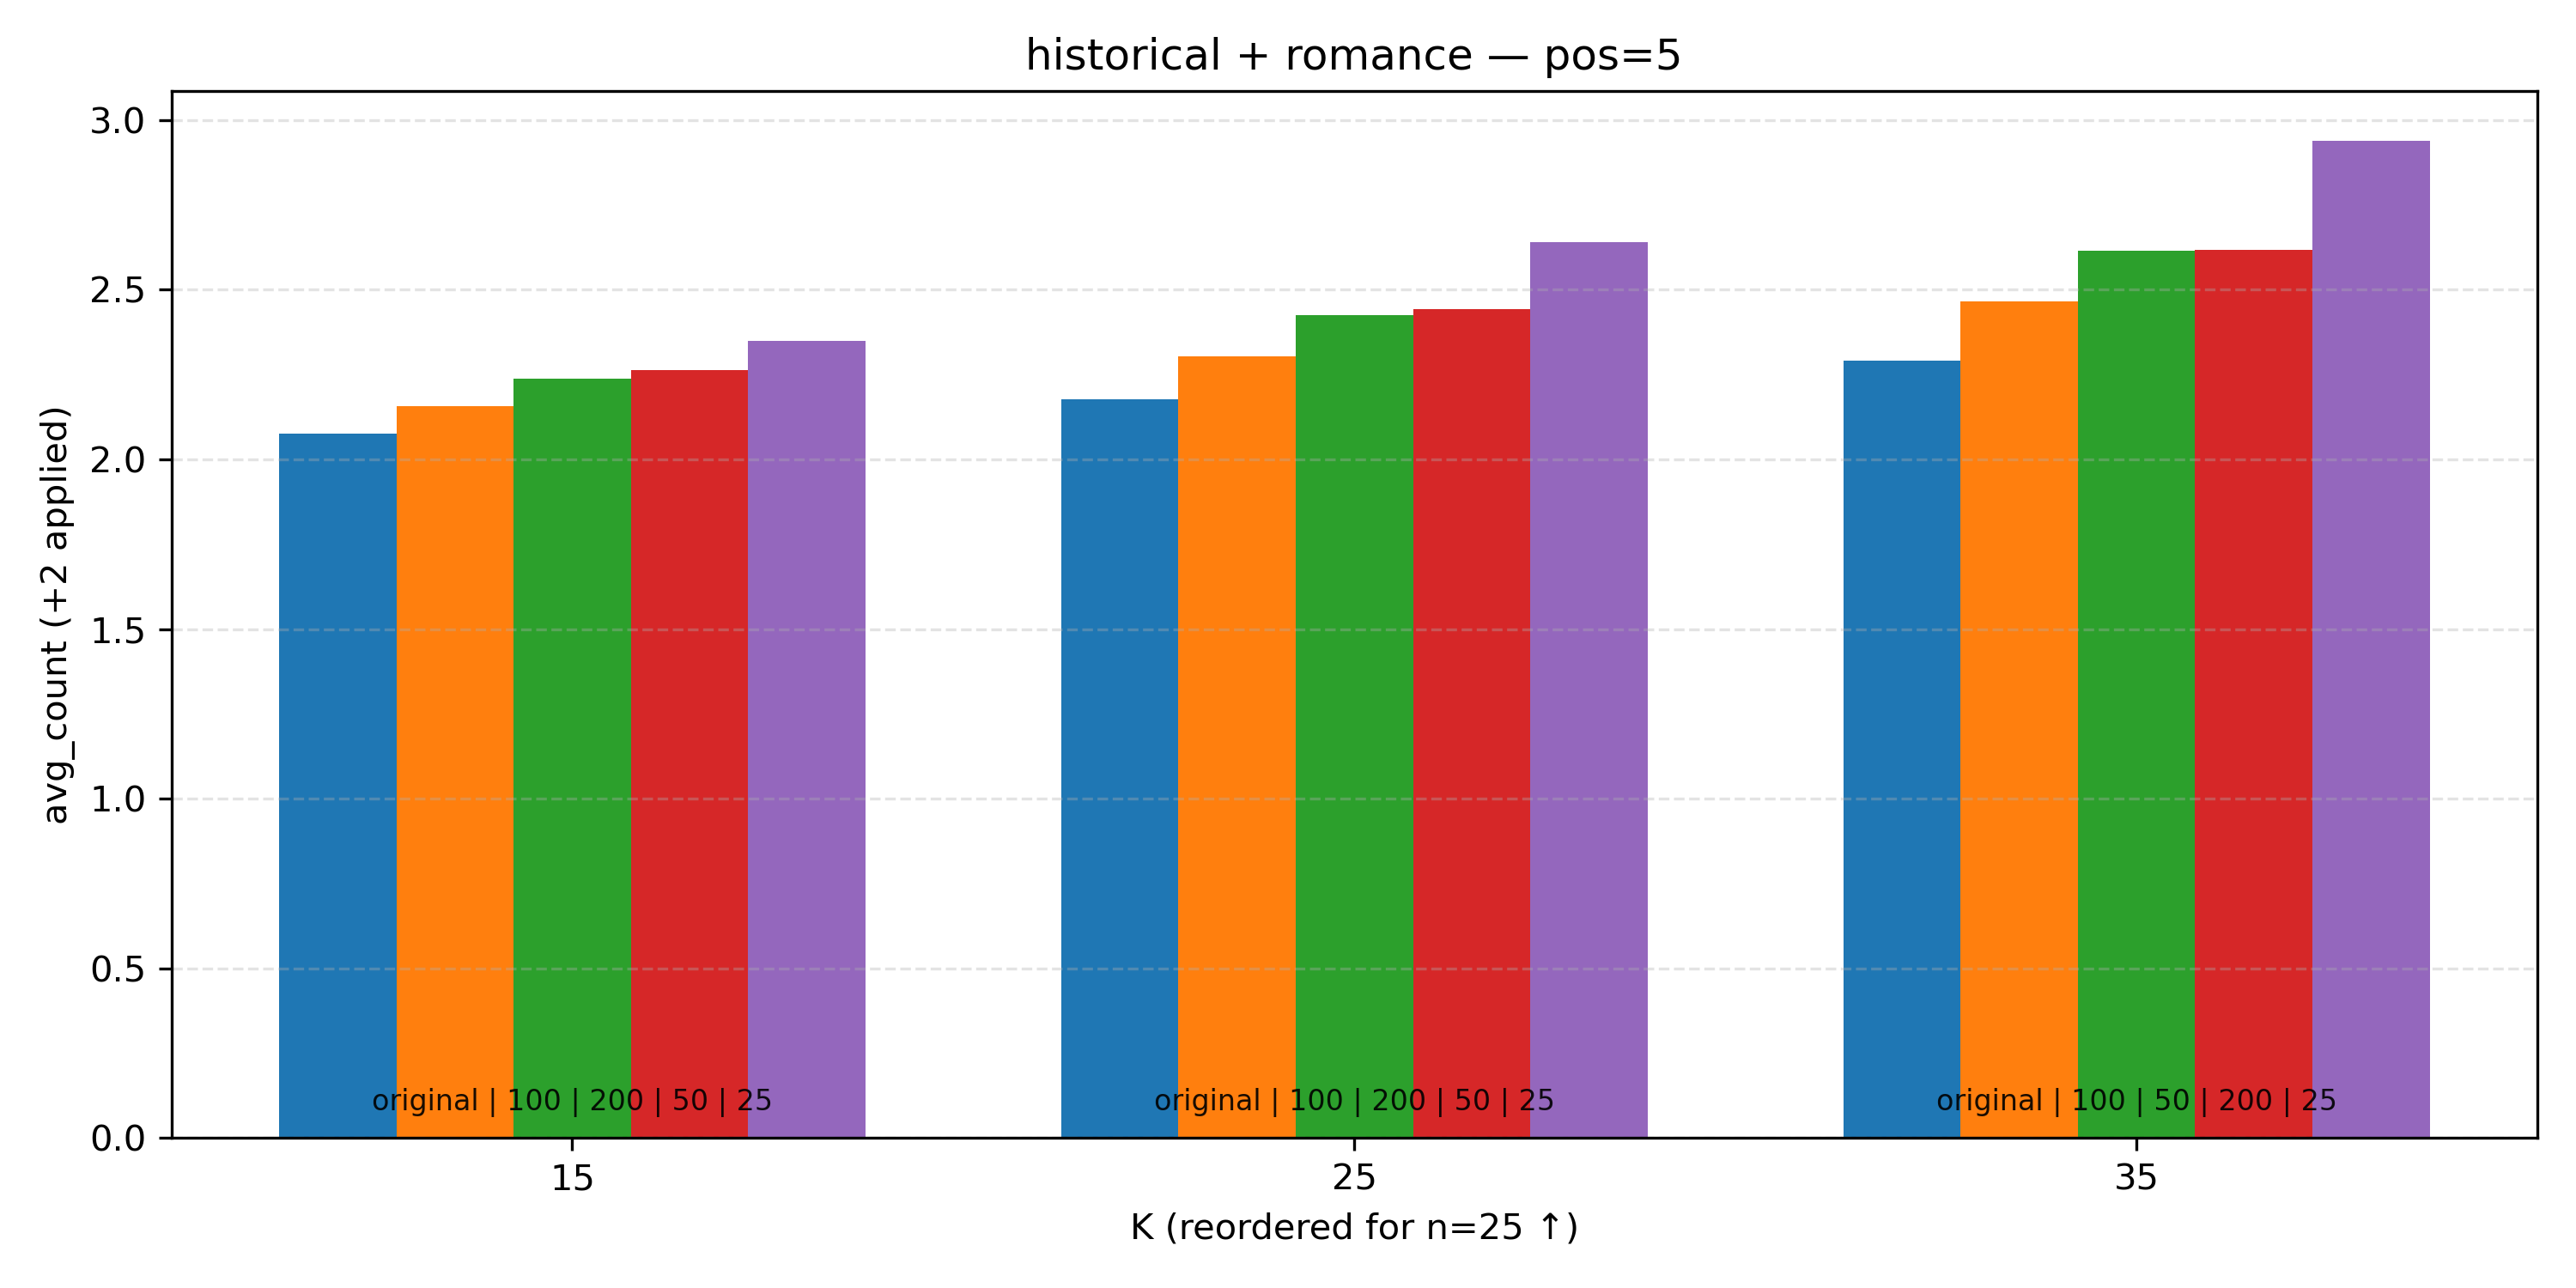 historical + romance — pos=5
avg_count (+2 applied)
3.0
2.5
2.0
1.5
1.0
0.5
0.0
original | 100 | 200 | 50 | 25
original | 100 | 200 | 50 | 25
original | 100 | 50 | 200 | 25
15
25
35
K (reordered for n=25 ↑)